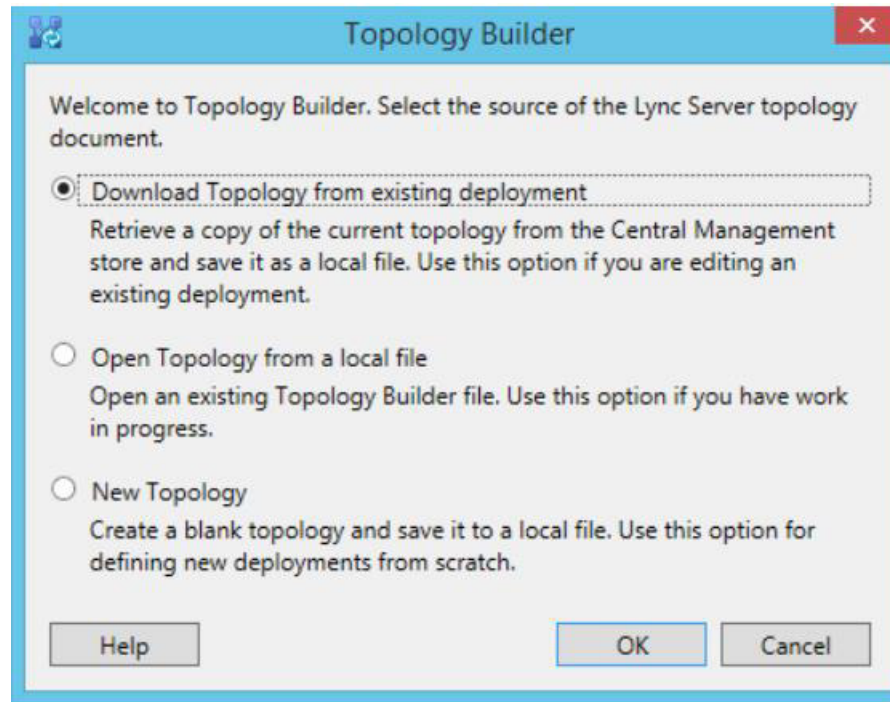 Topology Builder
Welcome to Topology Builder. Select the source of the Lync Server topology
document.
Download Topology from existing deployment
Retrieve a copy of the current topology from the Central Management
store and save it as a local file. Use this option if you are editing an
existing deployment.
Open Topology from a local file
Open an existing Topology Builder file. Use this option if you have work
in progress.
New Topology
Create a blank topology and save it to a local file. Use this option for
defining new deployments from scratch.
Help
OK
Cancel